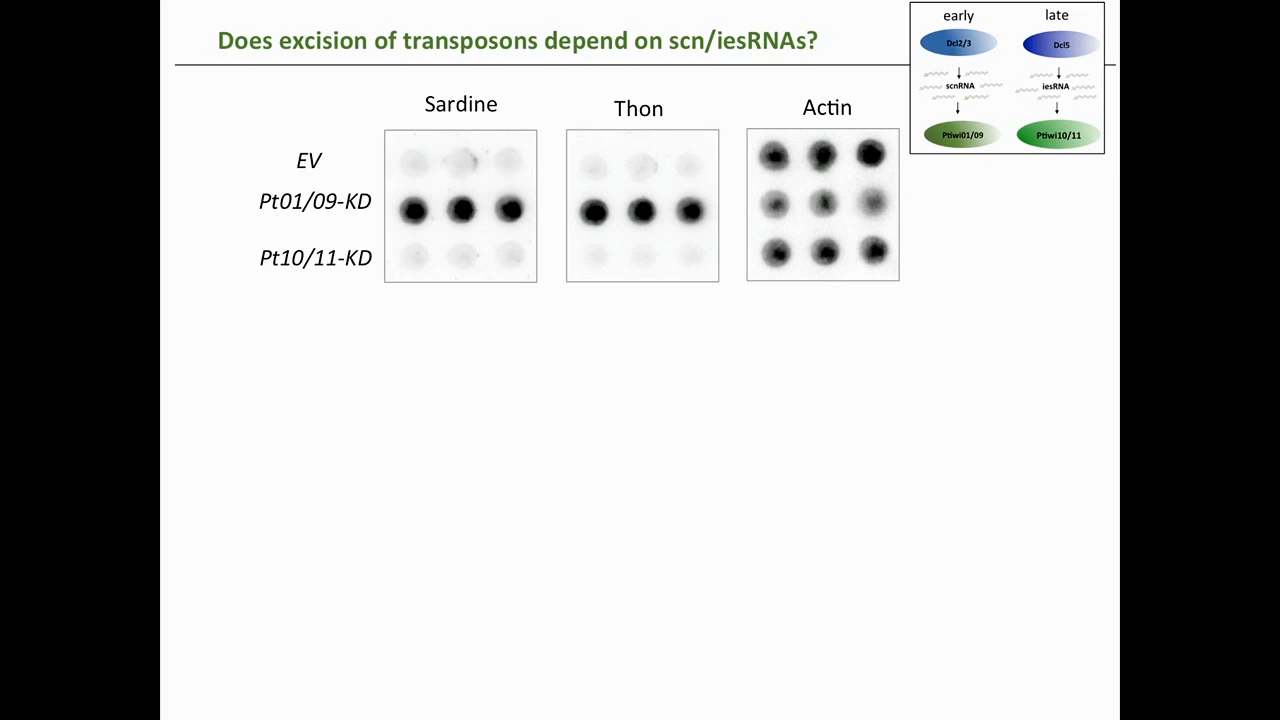 Does excision of transposons depend on scn/iesRNAs?
early late
Dcl2/3 Dcl5
scnRNA iesRNA
Ptiwi01/09 Ptiwi10/11
Sardine Thon Actin
EV
Pt01/09-KD
Pt10/11-KD